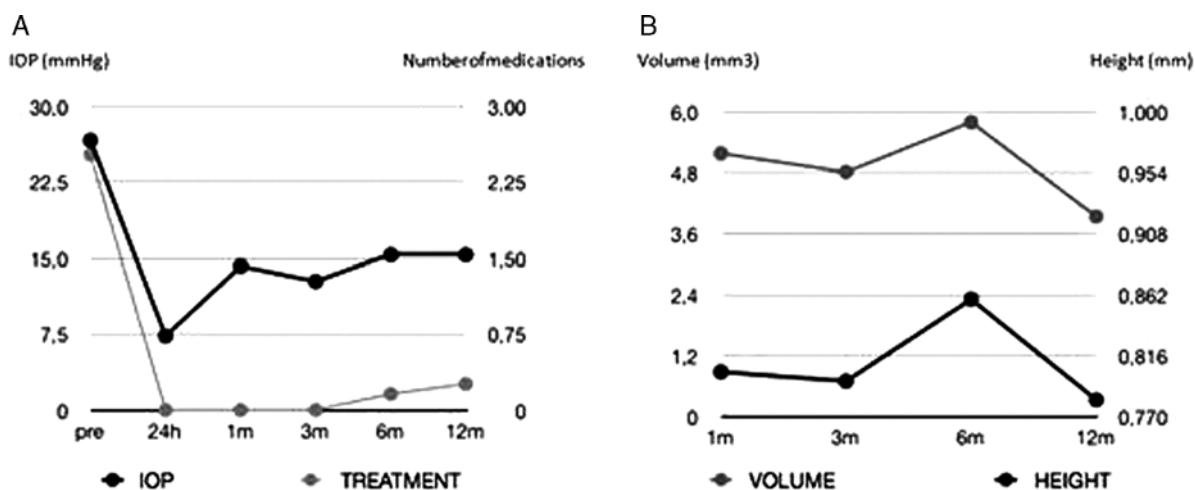 A
B
IOP (mmHg)
Numberofmedications
Volume (mm3)
Height (mm)
30,0
3,00
6,0
1,000
22,5
2,25
4,8
0,954
15,0
1,50
3,6
0,908
2,4
0,862
7,5
0,75
1,2
0,816
0
0
0
0,770
pre
24h
1m
3m
6m
12m
1m
3m
6m
12m
IOP
TREATMENT
VOLUME
HEIGHT